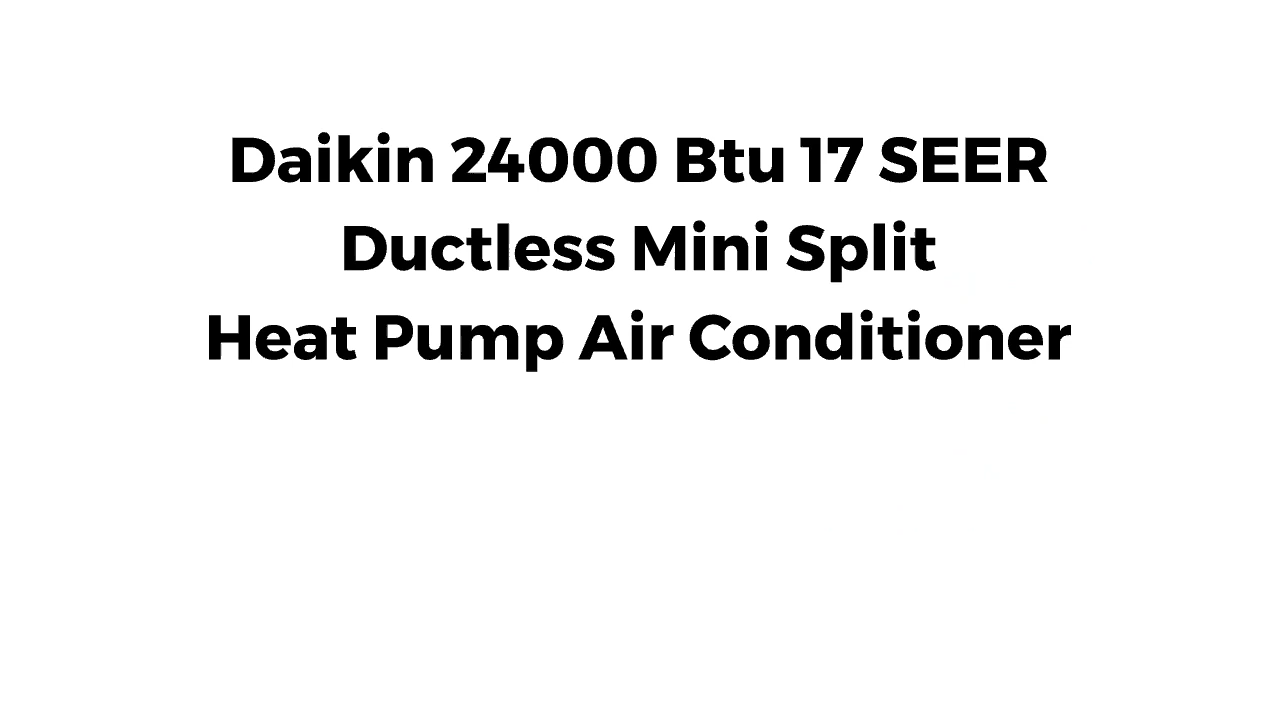 Daikin 24000 Btu 17 SEER
Ductless Mini Split
Heat Pump Air Conditioner